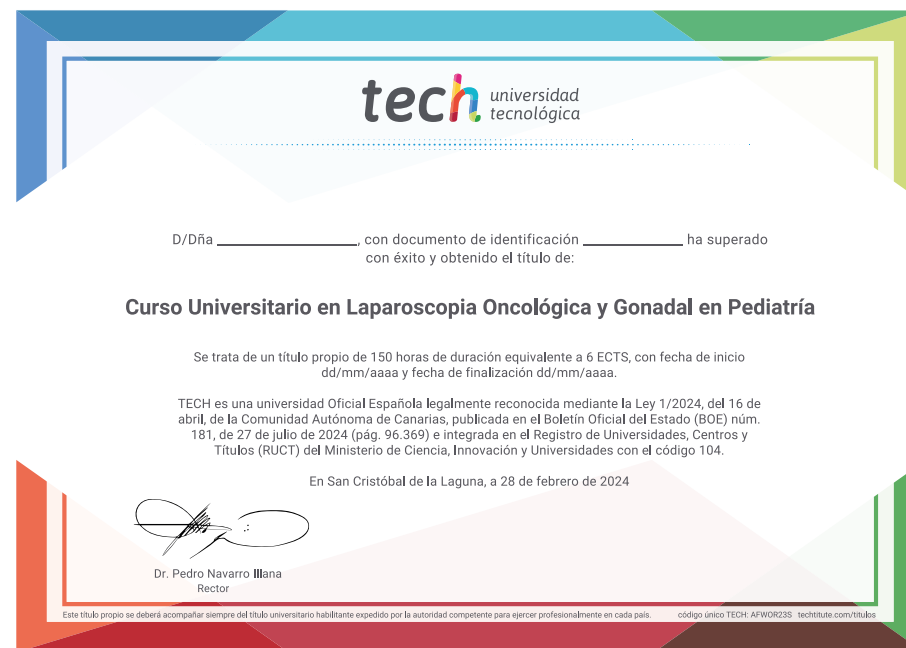 tech universidad
tecnológica
D/Dña ____________________, con documento de identificación ______________ ha superado
con éxito y obtenido el título de:
Curso Universitario en Laparoscopia Oncológica y Gonadal en Pediatría
Se trata de un título propio de 150 horas de duración equivalente a 6 ECTS, con fecha de inicio
dd/mm/aaaa y fecha de finalización dd/mm/aaaa.
TECH es una universidad Oficial Española legalmente reconocida mediante la Ley 1/2024, del 16 de
abril, de la Comunidad Autónoma de Canarias, publicada en el Boletín Oficial del Estado (BOE) núm.
181, de 27 de julio de 2024 (pág. 96.369) e integrada en el Registro de Universidades, Centros y
Títulos (RUCT) del Ministerio de Ciencia, Innovación y Universidades con el código 104.
En San Cristóbal de la Laguna, a 28 de febrero de 2024
Dr. Pedro Navarro Illana
Rector
Este título propio se deberá acompañar siempre del título universitario habilitante expedido por la autoridad competente para ejercer profesionalmente en cada país. código único TECH: AFWOR23S techtitute.com/titulos